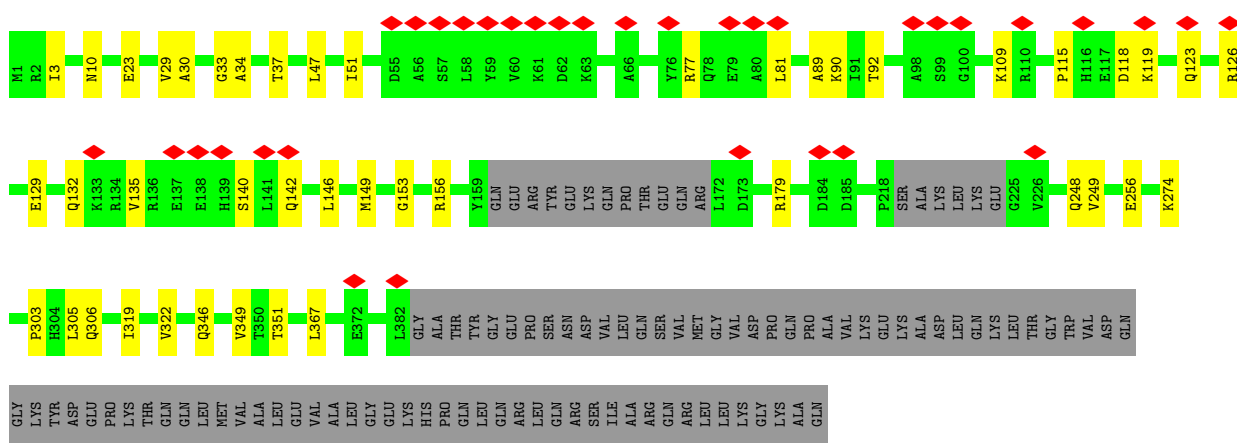 M1 R2 I3 N10 E23 V29 A30 G33 A34 T37 L47 I51 D55 A56 S57 L58 Y59 V60 K61 D62 K63 A66 Y76 R77 Q78 E79 A80 L81 A89 K90 I91 T92 A98 S99 G100 K109 R110 P115 H116 E117 D118 K119 Q123 R126
E129 Q132 K133 R134 V135 R136 E137 E138 H139 S140 L141 Q142 L146 M149 G153 R156 Y159 GLN GLU ARG TYR GLU LYS GLN PRO THR GLU GLN ARG L172 D173 R179 D184 D185 P218 SER ALA LYS LEU LYS GLU G225 V226 Q248 V249 E256 K274
P303 H304 L305 Q306 I319 V322 Q346 V349 T350 T351 L367 E372 L382 GLY ALA THR TYR GLY GLU PRO SER ASN ASP VAL LEU GLN SER VAL MET GLY VAL ASP PRO GLN PRO ALA VAL LYS GLU LYS ALA ASP LEU GLN LYS LEU THR GLY TRP VAL ASP GLN
GLY LYS TYR ASP GLU PRO LYS THR GLN GLN LEU MET VAL ALA LEU GLU VAL ALA LEU GLY GLU LYS HIS PRO GLN LEU GLN ARG LEU GLN ARG SER ILE ALA ARG GLN ARG LEU LEU LYS GLY LYS ALA GLN